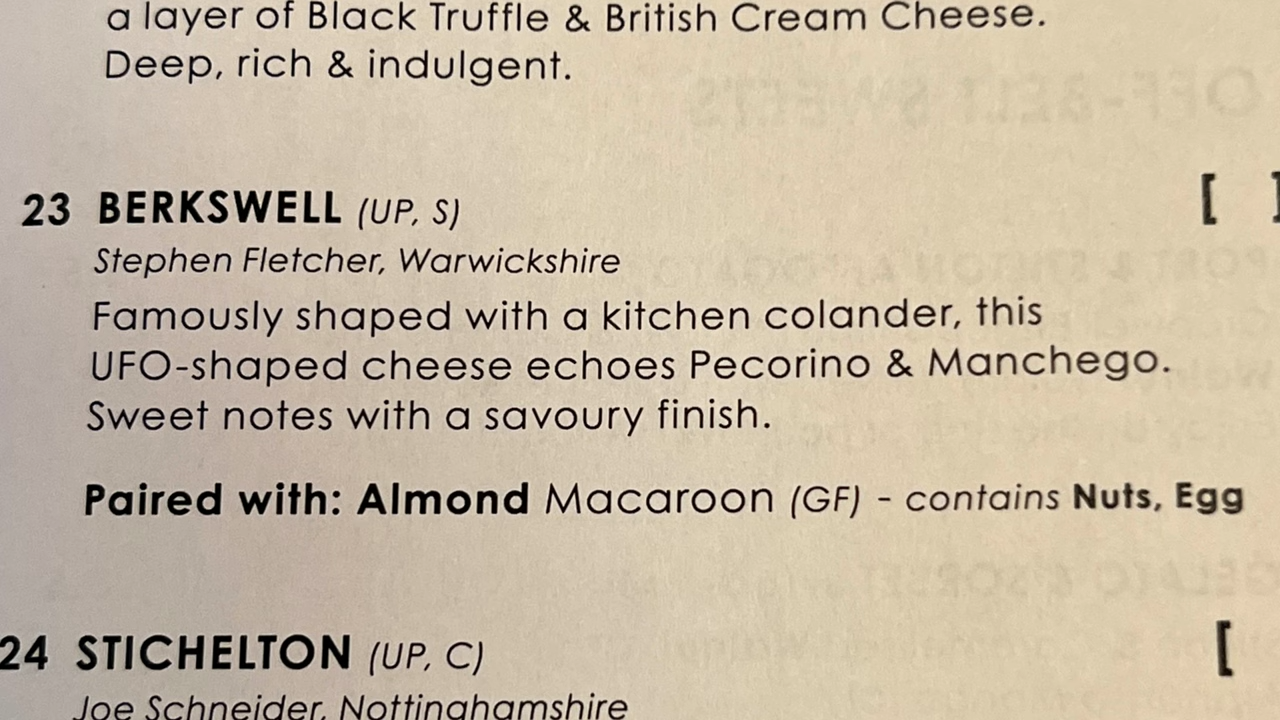 a layer of Black Truffle & British Cream Cheese.
Deep, rich & indulgent.
23 BERKSWELL (UP, S) [ ]
Stephen Fletcher, Warwickshire
Famously shaped with a kitchen colander, this
UFO-shaped cheese echoes Pecorino & Manchego.
Sweet notes with a savoury finish.
Paired with: Almond Macaroon (GF) - contains Nuts, Egg
24 STICHELTON (UP, C) [
Joe Schneider, Nottinghamshire